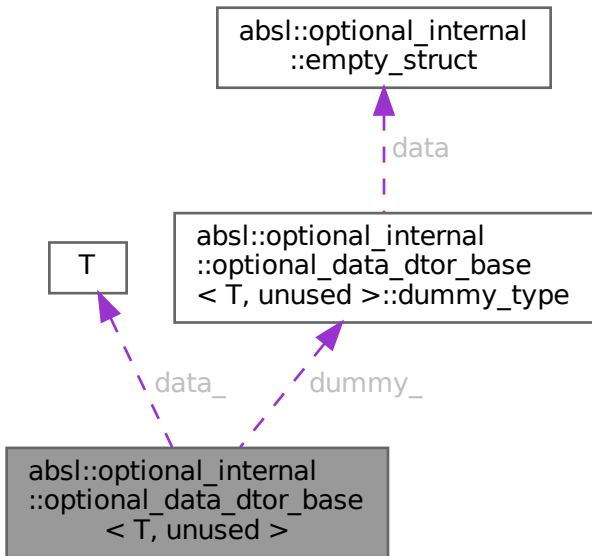 absl::optional_internal
::empty_struct
data
absl::optional_internal
::optional_data_dtor_base
< T, unused >::dummy_type
T
data_
dummy_
absl::optional_internal
::optional_data_dtor_base
< T, unused >